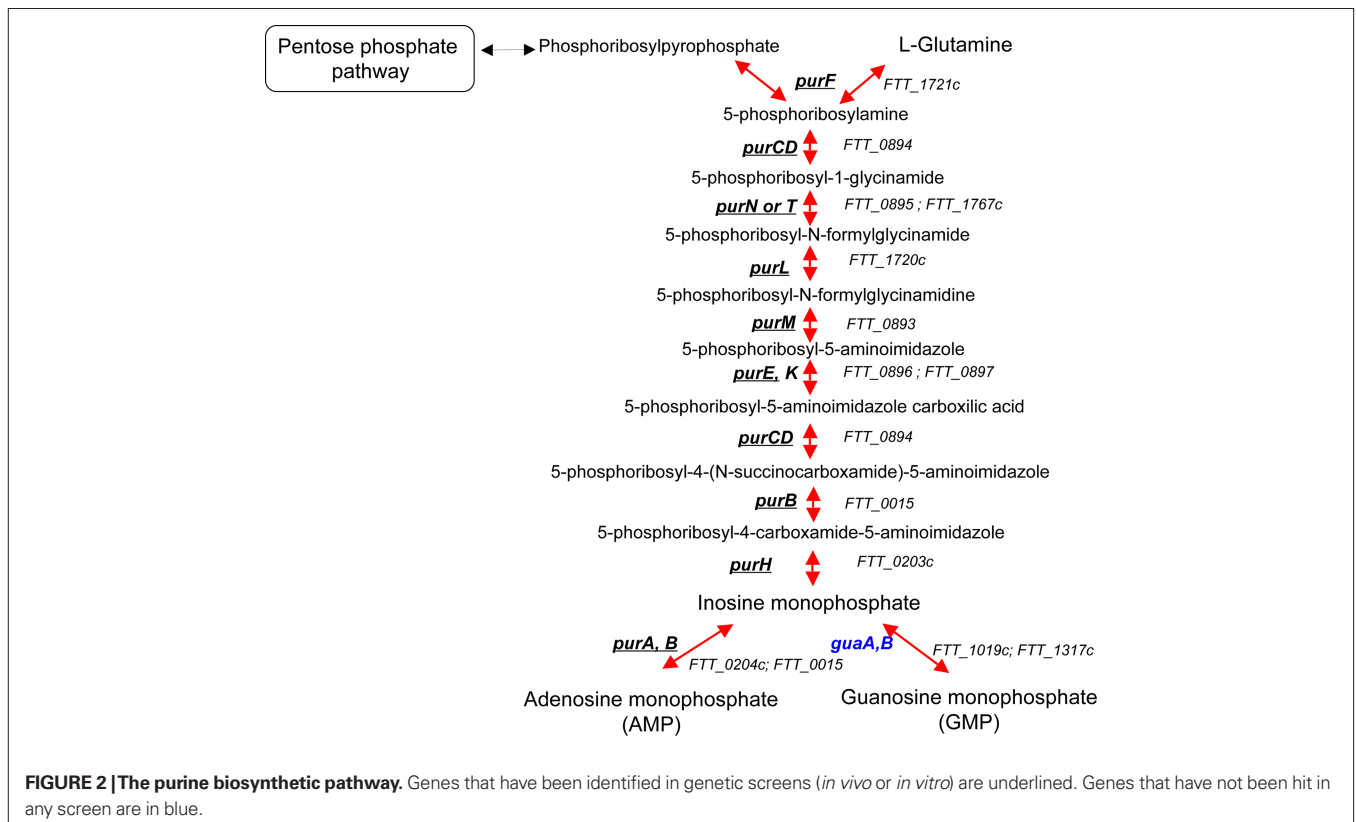 Pentose phosphate
pathway
Phosphoribosylpyrophosphate
L-Glutamine
purF
FTT_1721c
5-phosphoribosylamine
purCD
FTT_0894
5-phosphoribosyl-1-glycinamide
purN or T
FTT_0895 ; FTT_1767c
5-phosphoribosyl-N-formylglycinamide
purL
FTT_1720c
5-phosphoribosyl-N-formylglycinamidine
purM
FTT_0893
5-phosphoribosyl-5-aminoimidazole
purE, K
FTT_0896 ; FTT_0897
5-phosphoribosyl-5-aminoimidazole carboxilic acid
purCD
FTT_0894
5-phosphoribosyl-4-(N-succinocarboxamide)-5-aminoimidazole
purB
FTT_0015
5-phosphoribosyl-4-carboxamide-5-aminoimidazole
purH
FTT_0203c
Inosine monophosphate
purA, B
FTT_0204c; FTT_0015
guaA,B
FTT_1019c; FTT_1317c
Adenosine monophosphate
(AMP)
Guanosine monophosphate
(GMP)
FIGURE 2 | The purine biosynthetic pathway. Genes that have been identified in genetic screens (in vivo or in vitro) are underlined. Genes that have not been hit in
any screen are in blue.